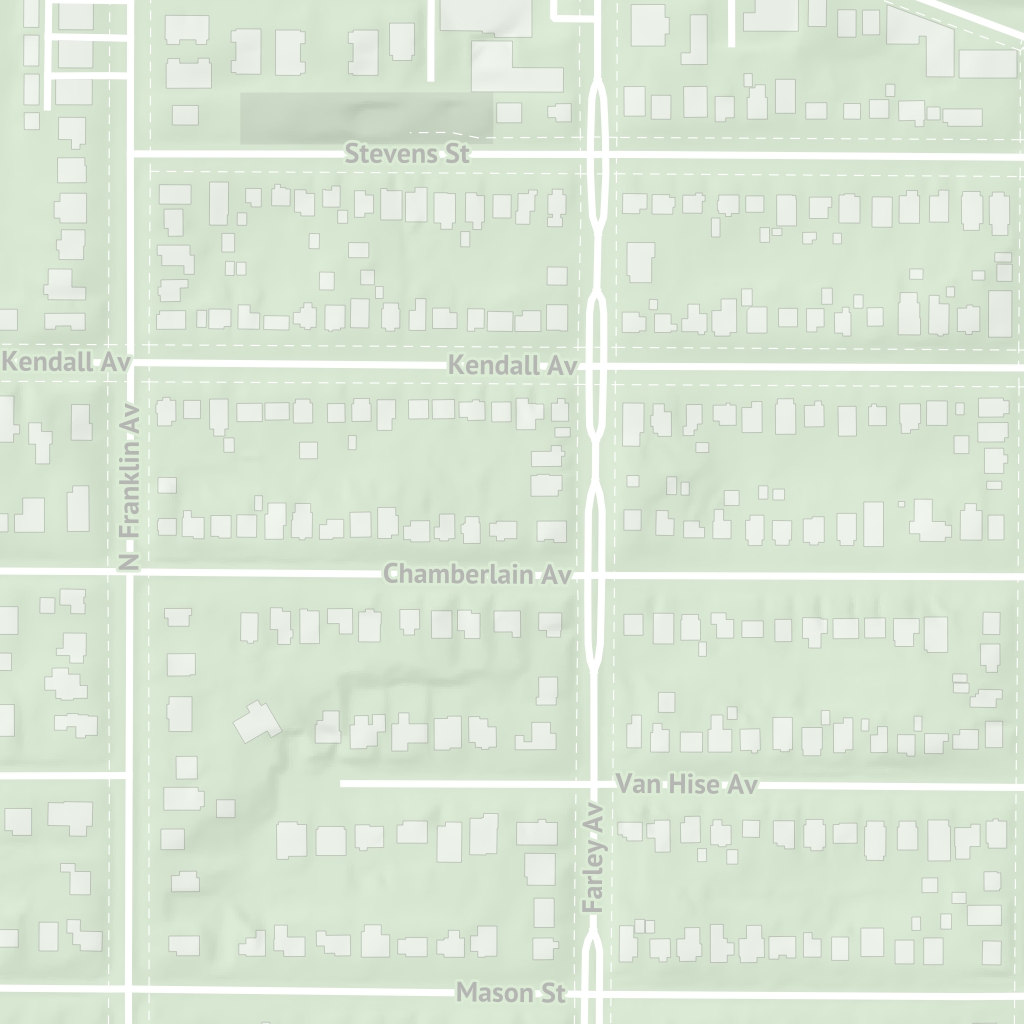 Stevens St
Kendall Av
Kendall Av
N Franklin Av
Chamberlain Av
Van Hise Av
Farley Av
Mason St